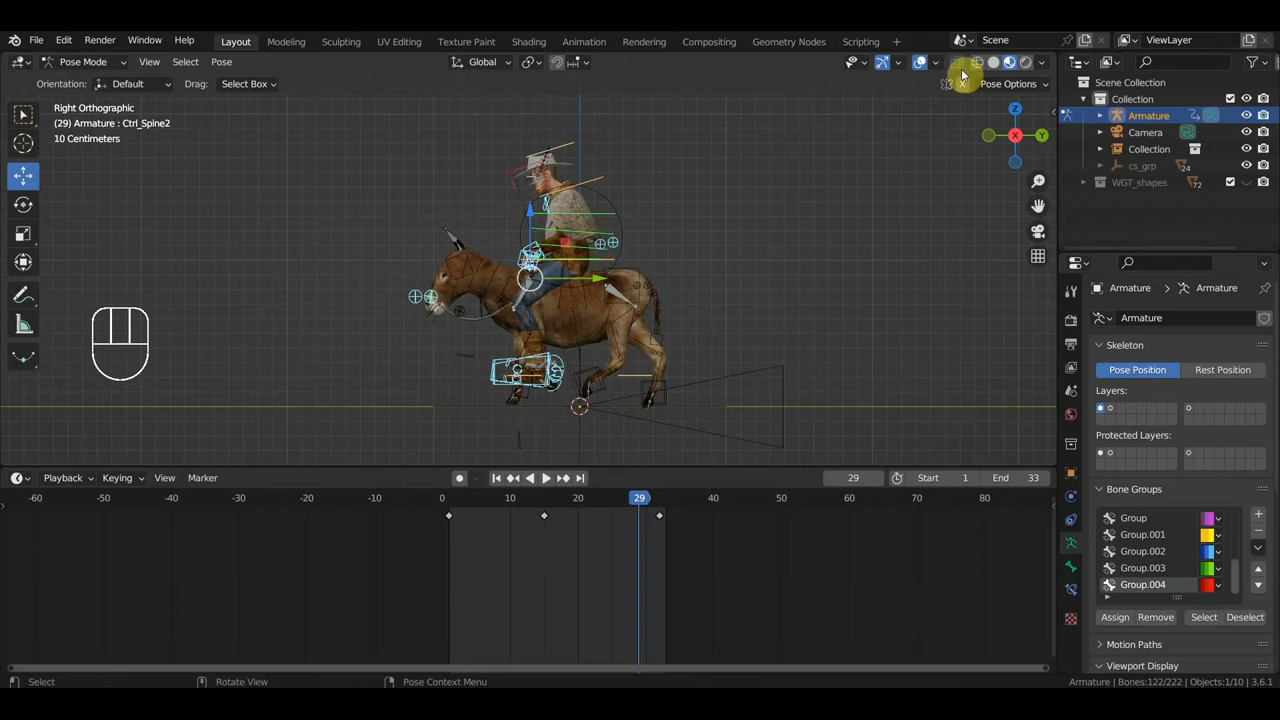 File Edit Render Window Help Layout Modeling Sculpting UV Editing Texture Paint Shading Animation Rendering Compositing Geometry Nodes Scripting + Scene ViewLayer
Pose Mode View Select Pose Global
Orientation: Default Drag: Select Box X Pose Options
Right Orthographic
(29) Armature : Ctrl_Spine2
10 Centimeters
Z
X
Y
Scene Collection
Collection
Armature
Camera
Collection
cs_grp 24
WGT_shapes 72
Armature > Armature
Armature
Skeleton
Pose Position Rest Position
Layers:
Protected Layers:
Bone Groups
Group
Group.001
Group.002
Group.003
Group.004
Assign Remove Select Deselect
Motion Paths
Viewport Display
Playback Keying View Marker 29 Start 1 End 33
-60 -50 -40 -30 -20 -10 0 10 20 29 40 50 60 70 80
Select Rotate View Pose Context Menu Armature | Bones:122/222 | Objects:1/10 | 3.6.1